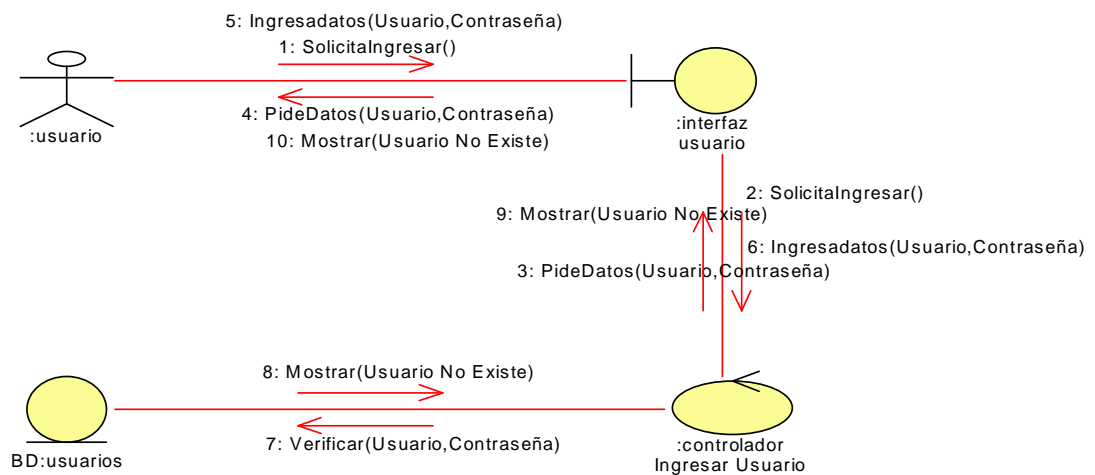 5: Ingresadatos(Usuario,Contraseña)
1: SolicitaIngresar()
4: PideDatos(Usuario,Contraseña)
10: Mostrar(Usuario No Existe)
:usuario
:interfaz
usuario
2: SolicitaIngresar()
9: Mostrar(Usuario No Existe)
6: Ingresadatos(Usuario,Contraseña)
3: PideDatos(Usuario,Contraseña)
8: Mostrar(Usuario No Existe)
7: Verificar(Usuario,Contraseña)
BD:usuarios
:controlador
Ingresar Usuario